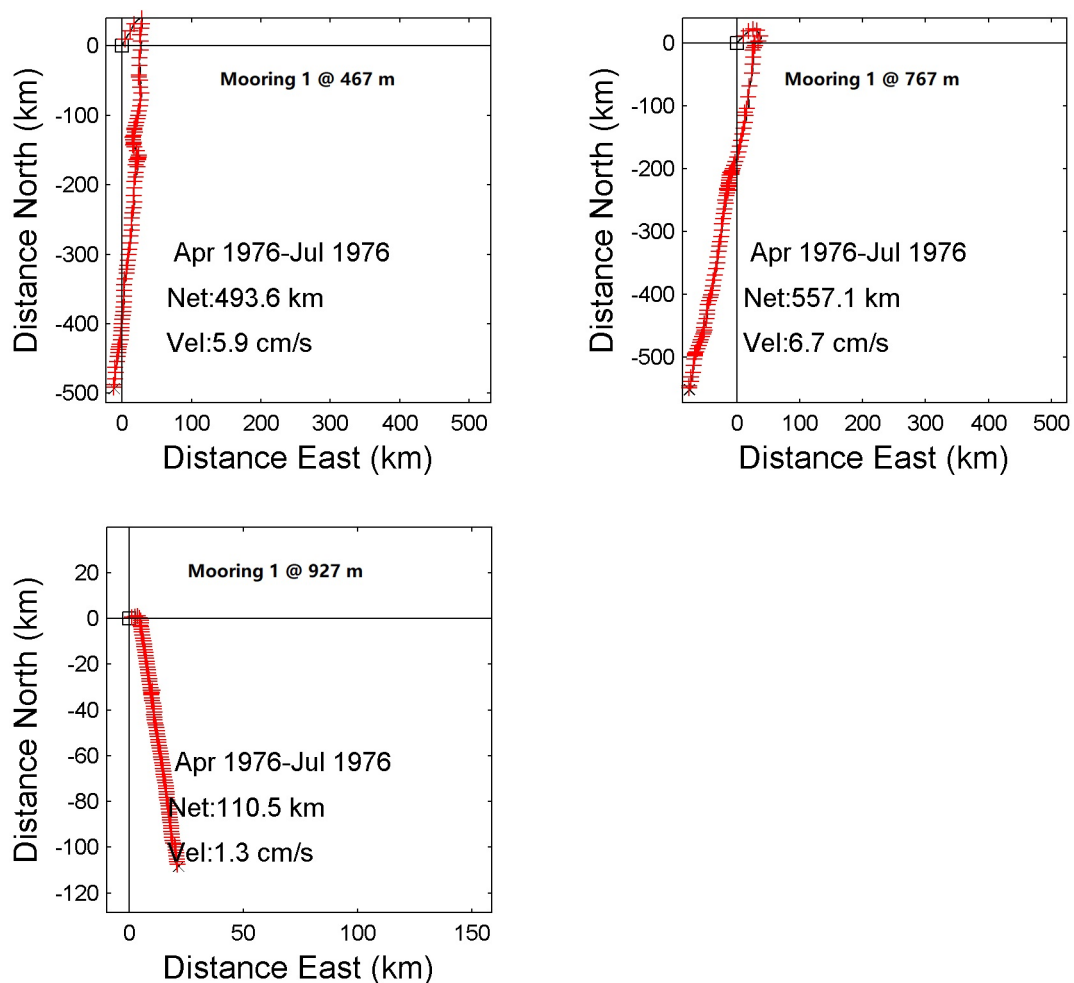 Distance North (km)
0
-100
-200
-300
-400
-500
Mooring 1 @ 467 m
Apr 1976-Jul 1976
Net:493.6 km
Vel:5.9 cm/s
0 100 200 300 400 500
Distance East (km)
Distance North (km)
0
-100
-200
-300
-400
-500
Mooring 1 @ 767 m
Apr 1976-Jul 1976
Net:557.1 km
Vel:6.7 cm/s
0 100 200 300 400 500
Distance East (km)
Distance North (km)
20
0
-20
-40
-60
-80
-100
-120
Mooring 1 @ 927 m
Apr 1976-Jul 1976
Net:110.5 km
Vel:1.3 cm/s
0 50 100 150
Distance East (km)